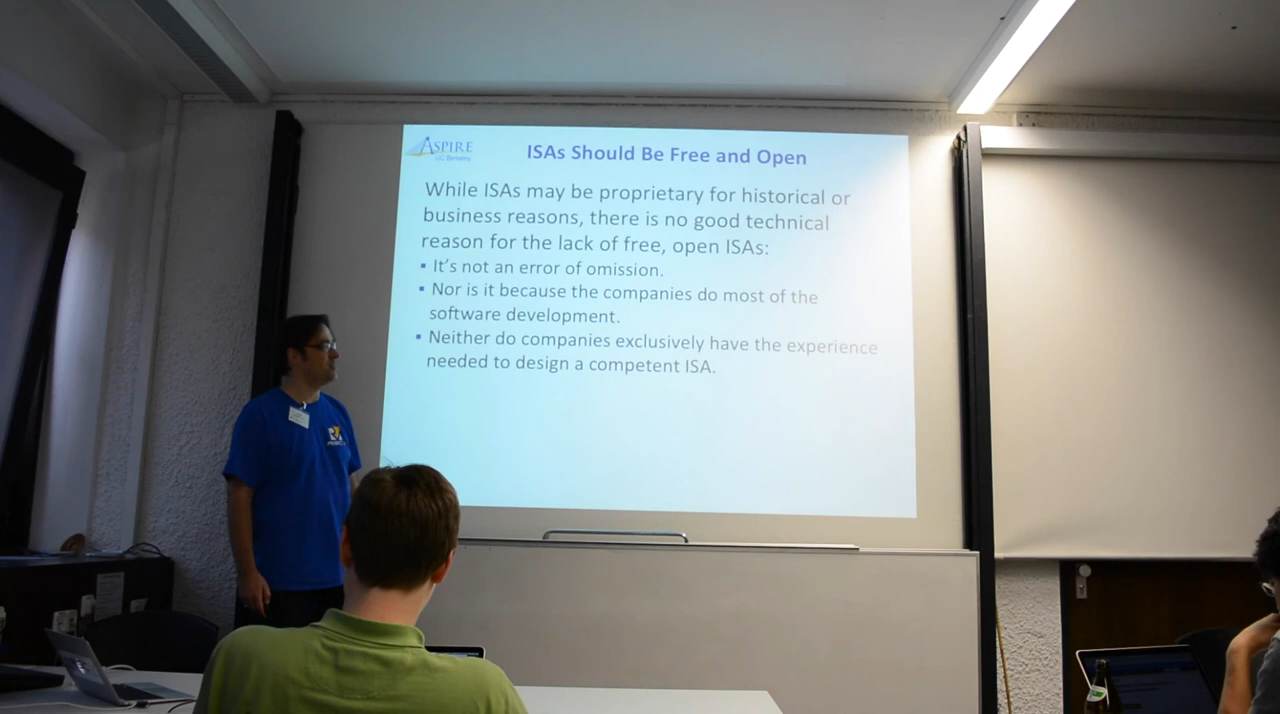 ASPIRE
UC Berkeley
ISAs Should Be Free and Open
While ISAs may be proprietary for historical or
business reasons, there is no good technical
reason for the lack of free, open ISAs:
▪ It's not an error of omission.
▪ Nor is it because the companies do most of the
software development.
▪ Neither do companies exclusively have the experience
needed to design a competent ISA.